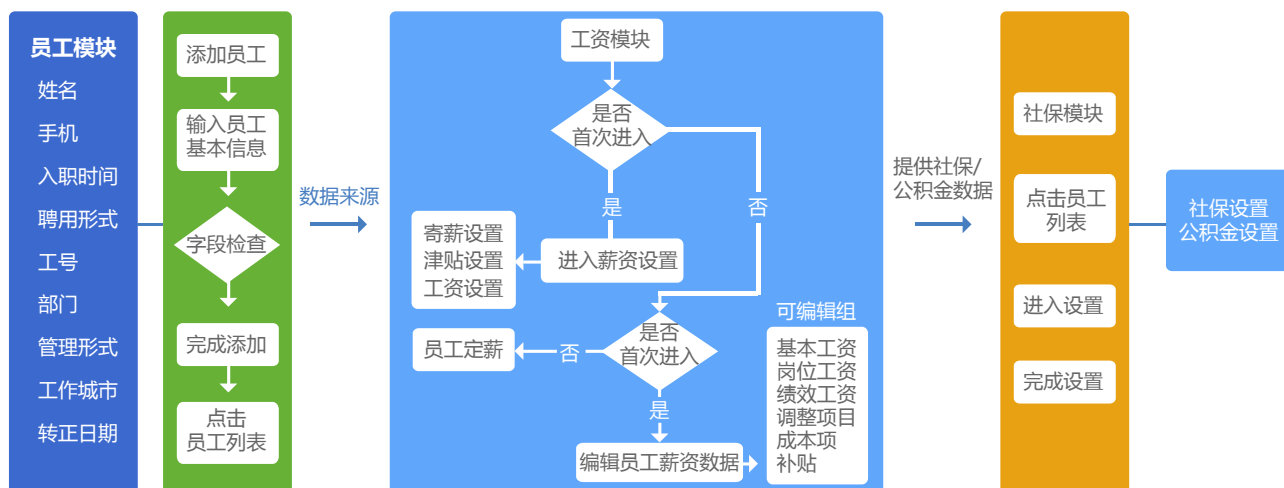 员工模块
姓名
手机
入职时间
聘用形式
工号
部门
管理形式
工作城市
转正日期
添加员工
输入员工
基本信息
字段检查
完成添加
点击
员工列表
数据来源
工资模块
是否
首次进入
是
否
进入薪资设置
寄薪设置
津贴设置
工资设置
是否
首次进入
否
员工定薪
是
编辑员工薪资数据
可编辑组
基本工资
岗位工资
绩效工资
调整项目
成本项
补贴
提供社保/
公积金数据
社保模块
点击员工
列表
进入设置
完成设置
社保设置
公积金设置